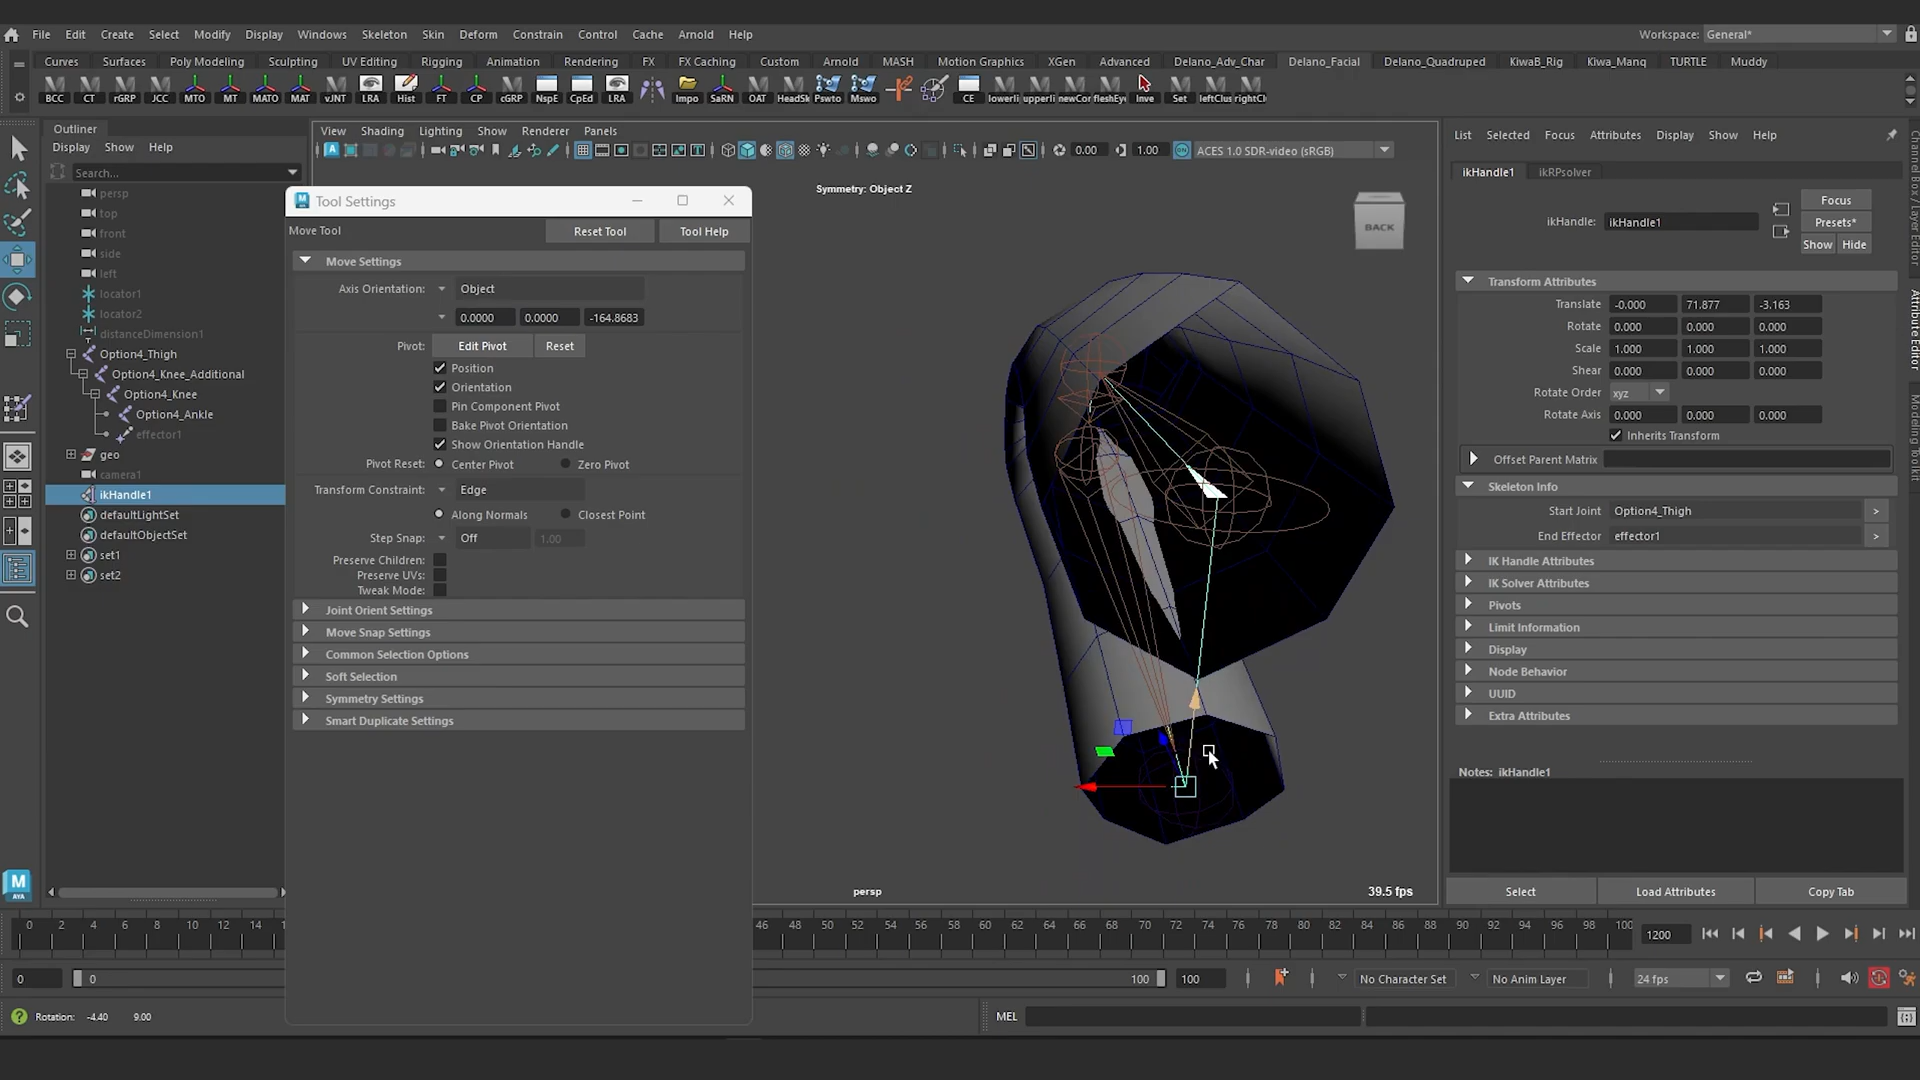 File Edit Create Select Modify Display Windows Skeleton Skin Deform Constrain Control Cache Arnold Help
Workspace: General*
Curves Surfaces Poly Modeling Sculpting UV Editing Rigging Animation Rendering FX FX Caching Custom Arnold MASH Motion Graphics XGen Advanced Delano_Adv_Char Delano_Facial Delano_Quadruped KiwaB_Rig Kiwa_Manq TURTLE Muddy
BCC CT rGRP JCC MTO MT MATO MAT vJNT LRA Hist FT CP cGRP NspE CpEd LRA Impo SaRN OAT HeadSk Pswto Mswo CE lowerli upperli newCor fleshEy Inve Set leftClus rightClu
Outliner
Display Show Help
Search...
persp
top
front
side
left
locator1
locator2
distanceDimension1
Option4_Thigh
Option4_Knee_Additional
Option4_Knee
Option4_Ankle
effector1
geo
camera1
ikHandle1
defaultLightSet
defaultObjectSet
set1
set2
View Shading Lighting Show Renderer Panels
0.00 1.00 ACES 1.0 SDR-video (sRGB)
Symmetry: Object Z
BACK
persp
39.5 fps
Tool Settings
Move Tool
Reset Tool
Tool Help
Move Settings
Axis Orientation: Object
0.0000 0.0000 -164.8683
Pivot: Edit Pivot Reset
Position
Orientation
Pin Component Pivot
Bake Pivot Orientation
Show Orientation Handle
Pivot Reset: Center Pivot Zero Pivot
Transform Constraint: Edge
Along Normals Closest Point
Step Snap: Off 1.00
Preserve Children:
Preserve UVs:
Tweak Mode:
Joint Orient Settings
Move Snap Settings
Common Selection Options
Soft Selection
Symmetry Settings
Smart Duplicate Settings
List Selected Focus Attributes Display Show Help
ikHandle1 ikRPsolver
ikHandle: ikHandle1
Focus
Presets*
Show Hide
Transform Attributes
Translate -0.000 71.877 -3.163
Rotate 0.000 0.000 0.000
Scale 1.000 1.000 1.000
Shear 0.000 0.000 0.000
Rotate Order xyz
Rotate Axis 0.000 0.000 0.000
Inherits Transform
Offset Parent Matrix
Skeleton Info
Start Joint Option4_Thigh >
End Effector effector1 >
IK Handle Attributes
IK Solver Attributes
Pivots
Limit Information
Display
Node Behavior
UUID
Extra Attributes
Notes: ikHandle1
Select Load Attributes Copy Tab
Channel Box / Layer Editor
Attribute Editor
Modeling Toolkit
M
AYA
0 2 4 6 8 10 12 14 46 48 50 52 54 56 58 60 62 64 66 68 70 72 74 76 78 80 82 84 86 88 90 92 94 96 98 100
1200
0 0 100 100 No Character Set No Anim Layer 24 fps
Rotation: -4.40 9.00
MEL